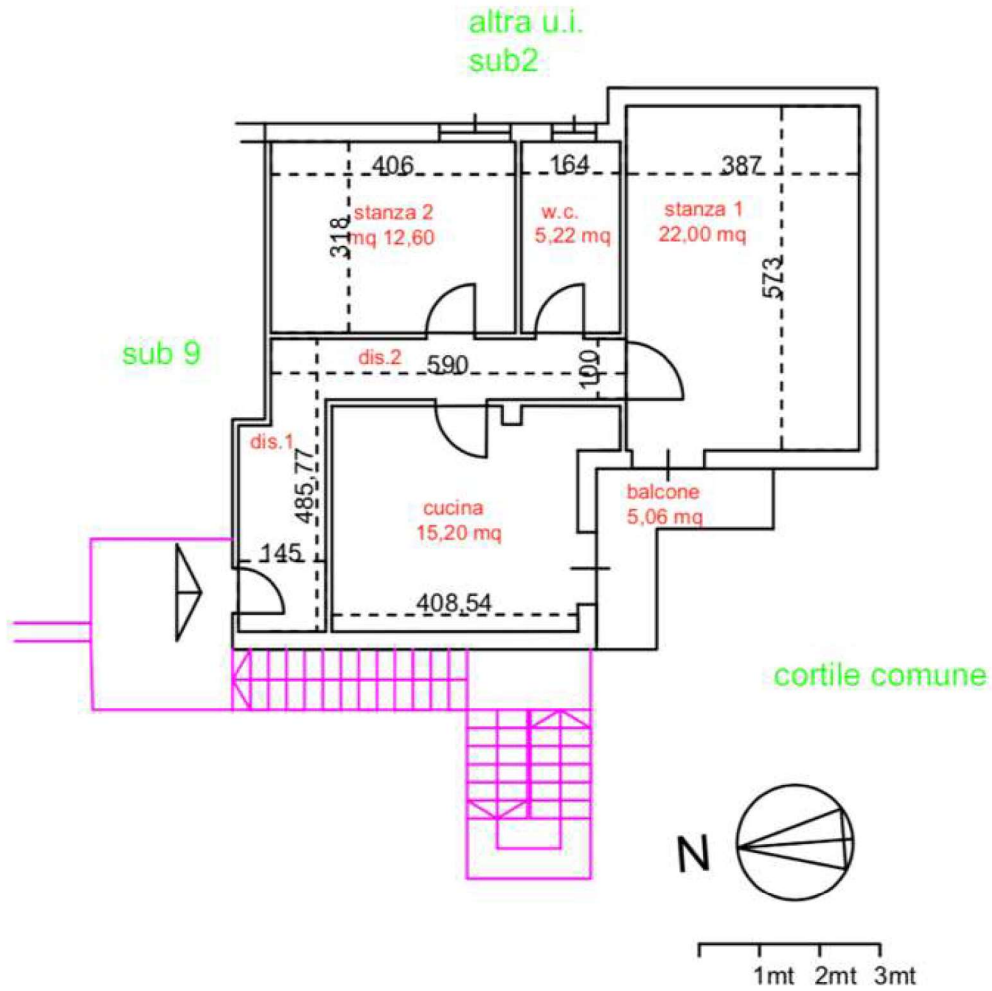 altra u.i.
sub2
406
164
387
stanza 2
mq 12,60
318
w.c.
5,22 mq
stanza 1
22,00 mq
573
sub 9
dis.2
590
100
dis.1
485,77
145
cucina
15,20 mq
408,54
balcone
5,06 mq
cortile comune
N
1mt 2mt 3mt